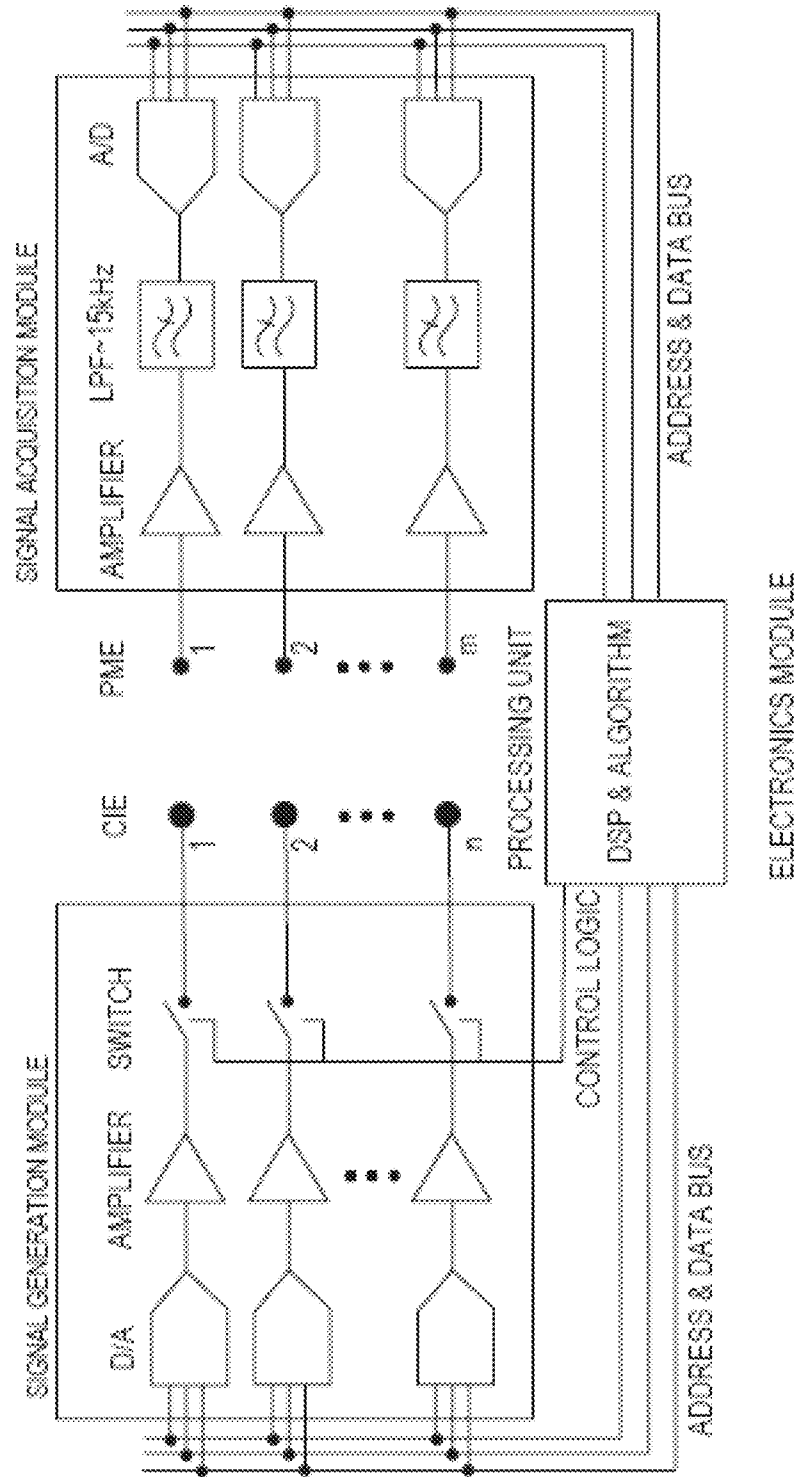 SIGNAL GENERATION MODULE
SIGNAL ACQUISITION MODULE
D/A
AMPLIFIER
SWITCH
CIE
PME
AMPLIFIER
LPF~15kHz
A/D
1
1
2
2
n
m
PROCESSING UNIT
CONTROL LOGIC
DSP & ALGORITHM
ADDRESS & DATA BUS
ADDRESS & DATA BUS
ELECTRONICS MODULE